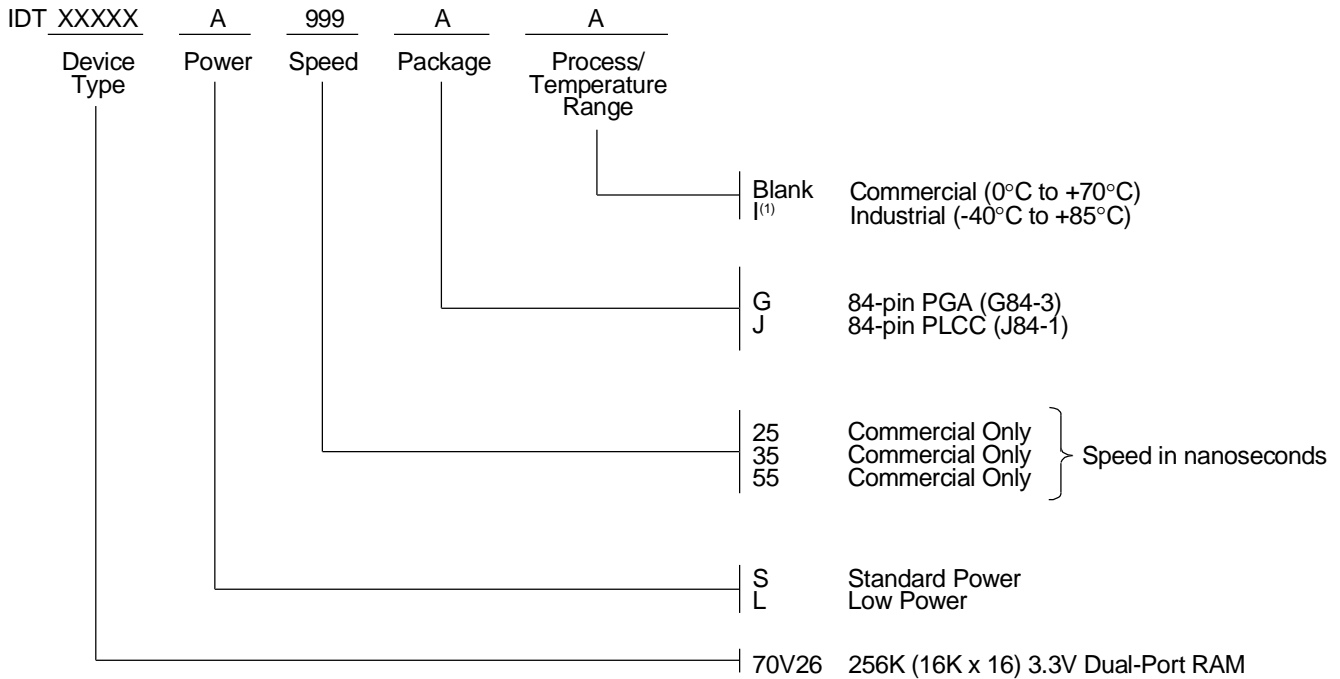 IDT XXXXX A 999 A A
Device Type Power Speed Package Process/ Temperature Range
Blank Commercial (0°C to +70°C)
I(1) Industrial (-40°C to +85°C)
G 84-pin PGA (G84-3)
J 84-pin PLCC (J84-1)
25 Commercial Only
35 Commercial Only
55 Commercial Only
Speed in nanoseconds
S Standard Power
L Low Power
70V26 256K (16K x 16) 3.3V Dual-Port RAM